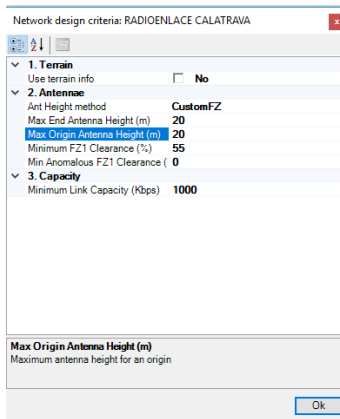 Network design criteria: RADIOENLACE CALATRAVA
x
1. Terrain
Use terrain info No
2. Antennae
Ant Height method CustomFZ
Max End Antenna Height (m) 20
Max Origin Antenna Height (m) 20
Minimum FZ1 Clearance (%) 55
Min Anomalous FZ1 Clearance ( 0
3. Capacity
Minimum Link Capacity (Kbps) 1000
Max Origin Antenna Height (m)
Maximum antenna height for an origin
Ok